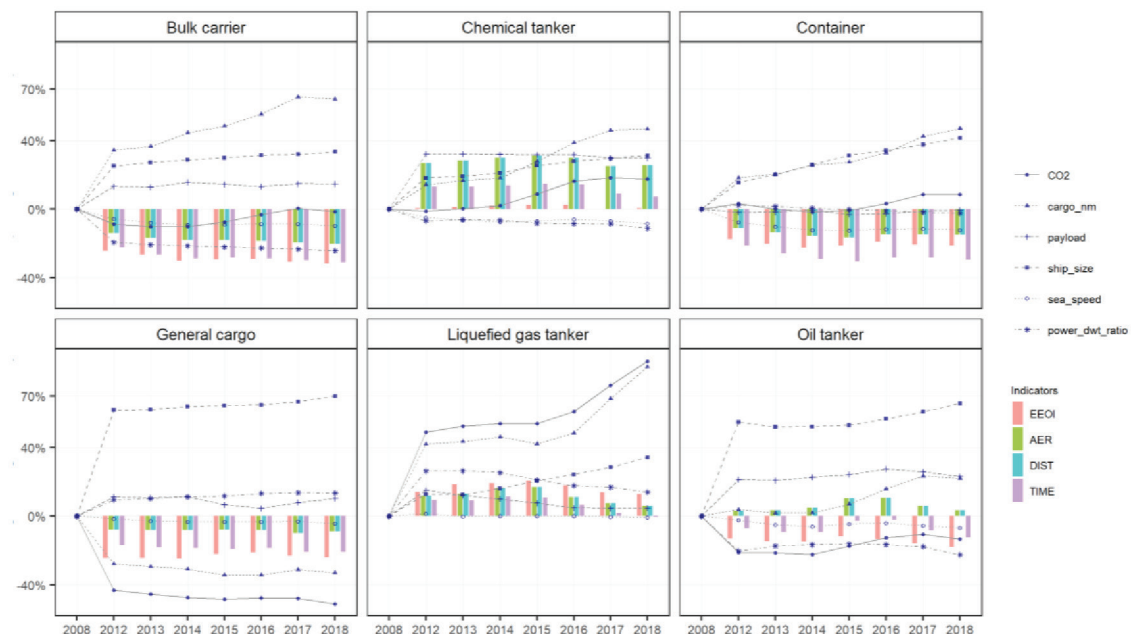 Bulk carrier
Chemical tanker
Container
70%
40%
0%
-40%
CO2
cargo_nm
payload
ship_size
sea_speed
power_dwt_ratio
General cargo
Liquefied gas tanker
Oil tanker
70%
40%
0%
-40%
Indicators
EEOI
AER
DIST
TIME
2008 2012 2013 2014 2015 2016 2017 2018
2008 2012 2013 2014 2015 2016 2017 2018
2008 2012 2013 2014 2015 2016 2017 2018